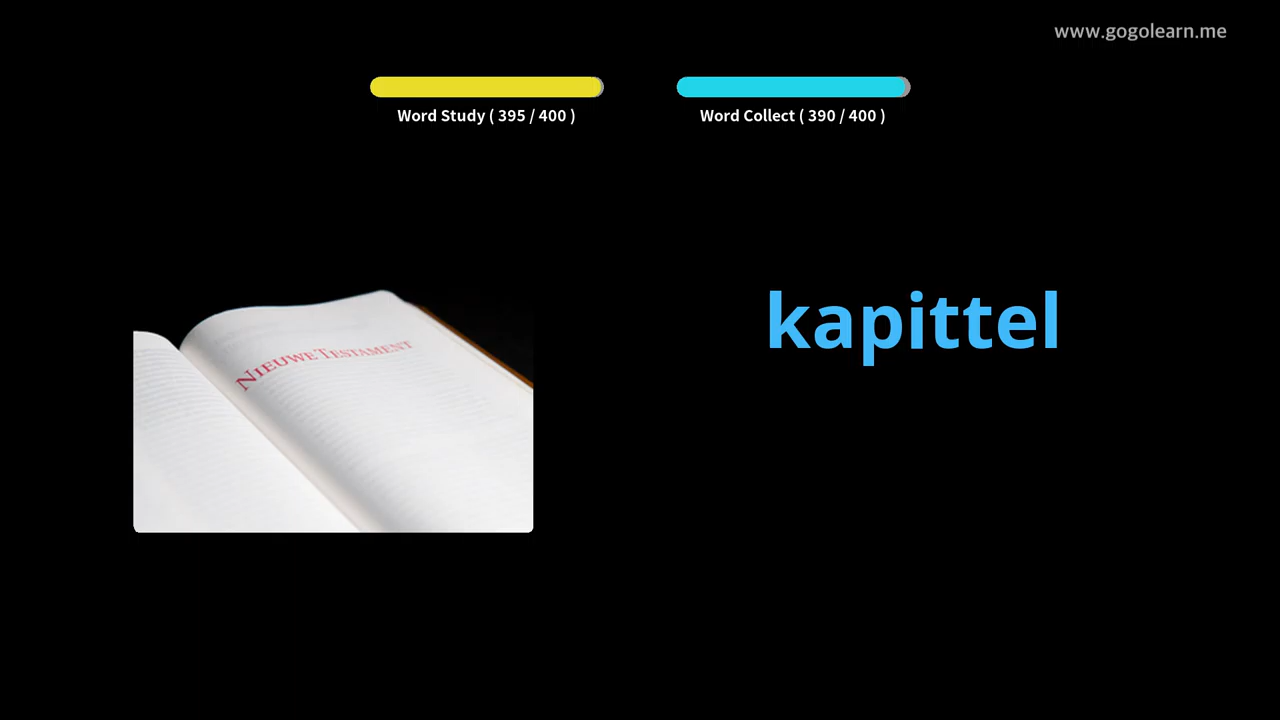 www.gogolearn.me
Word Study ( 395 / 400 )
Word Collect ( 390 / 400 )
NIEUWE TESTAMENT
kapittel